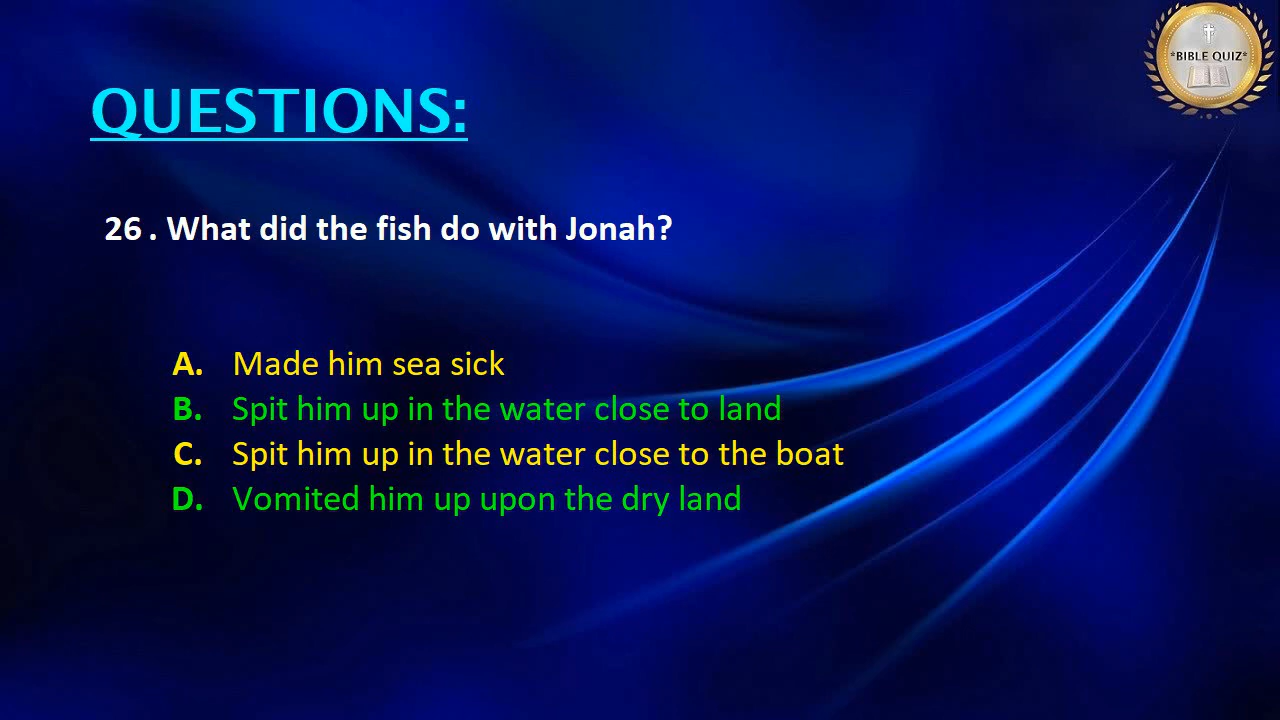 *BIBLE QUIZ*
QUESTIONS:
26 . What did the fish do with Jonah?
A. Made him sea sick
B. Spit him up in the water close to land
C. Spit him up in the water close to the boat
D. Vomited him up upon the dry land